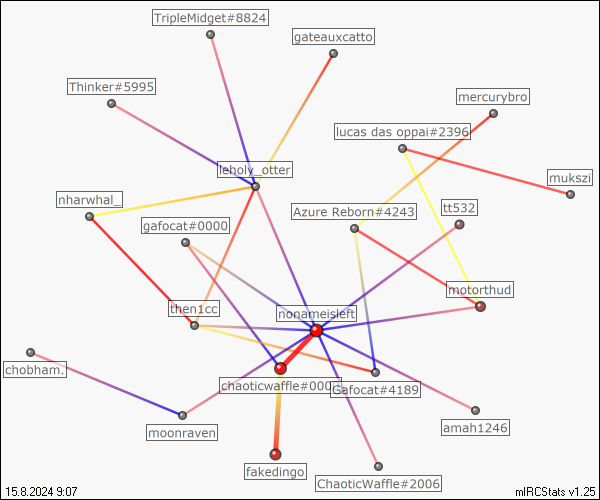 TripleMidget#8824
gateauxcatto
Thinker#5995
mercurybro
lucas das oppai#2396
leholy_otter
mukszi
nharwhal_
gafocat#0000
Azure Reborn#4243
tt532
motorthud
then1cc
nonameisleft
chobham.
chaoticwaffle#000
Gafocat#4189
moonraven
amah1246
fakedingo
ChaoticWaffle#2006
15.8.2024 9:07
mIRCStats v1.25